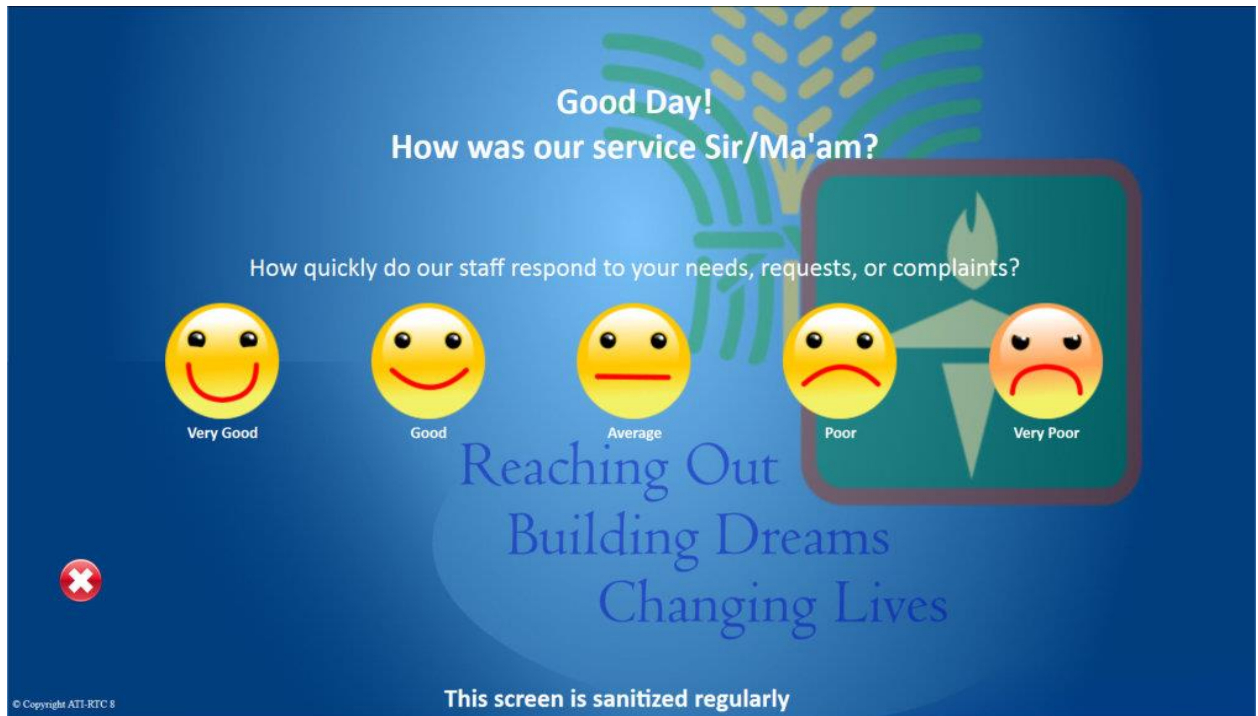 Good Day!
How was our service Sir/Ma'am?
How quickly do our staff respond to your needs, requests, or complaints?
Very Good
Good
Average
Poor
Very Poor
Reaching Out
Building Dreams
Changing Lives
This screen is sanitized regularly
© Copyright ATI-RTC 8